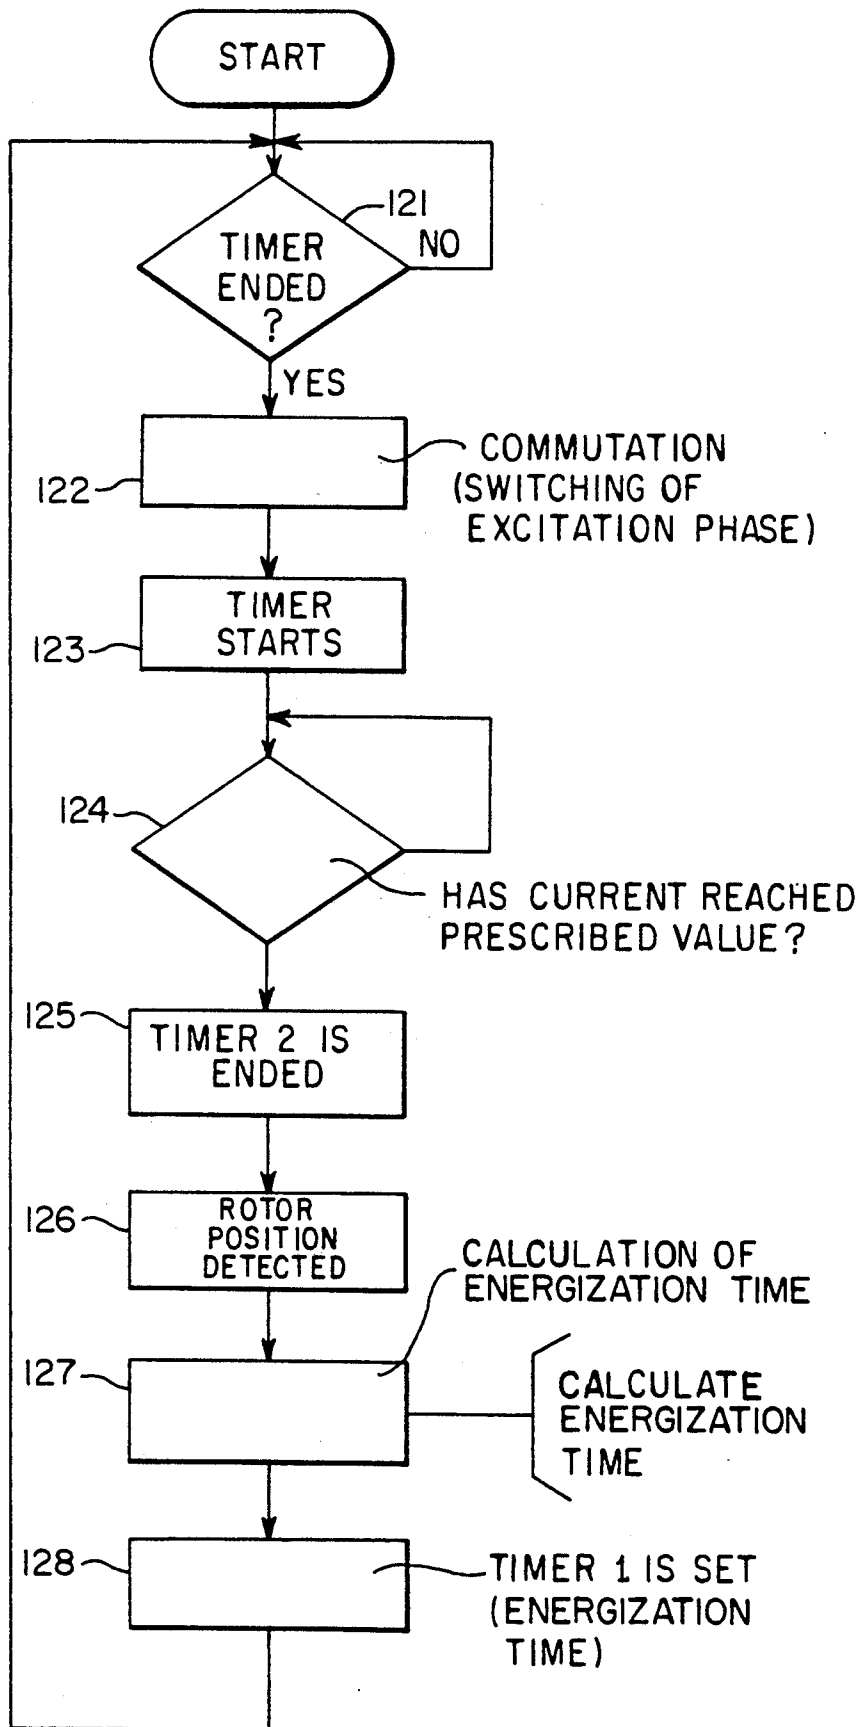 START
121
TIMER
ENDED
?
NO
YES
122
COMMUTATION
(SWITCHING OF
EXCITATION PHASE)
123
TIMER
STARTS
124
HAS CURRENT REACHED
PRESCRIBED VALUE?
125
TIMER 2 IS
ENDED
126
ROTOR
POSITION
DETECTED
CALCULATION OF
ENERGIZATION TIME
127
CALCULATE
ENERGIZATION
TIME
128
TIMER 1 IS SET
(ENERGIZATION
TIME)